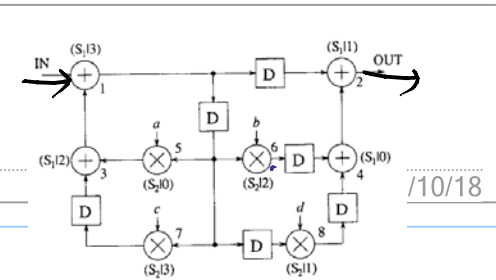 (S₁|3) (S₁|1)
IN OUT
+ D + 
1 2
D
a b
(S₁|2) + 5 6 D + (S₁|0)
3 × × 4
(S₂|0) (S₂|2)
/10/18
D c d D
7 D 8
× ×
(S₂|3) (S₂|1)